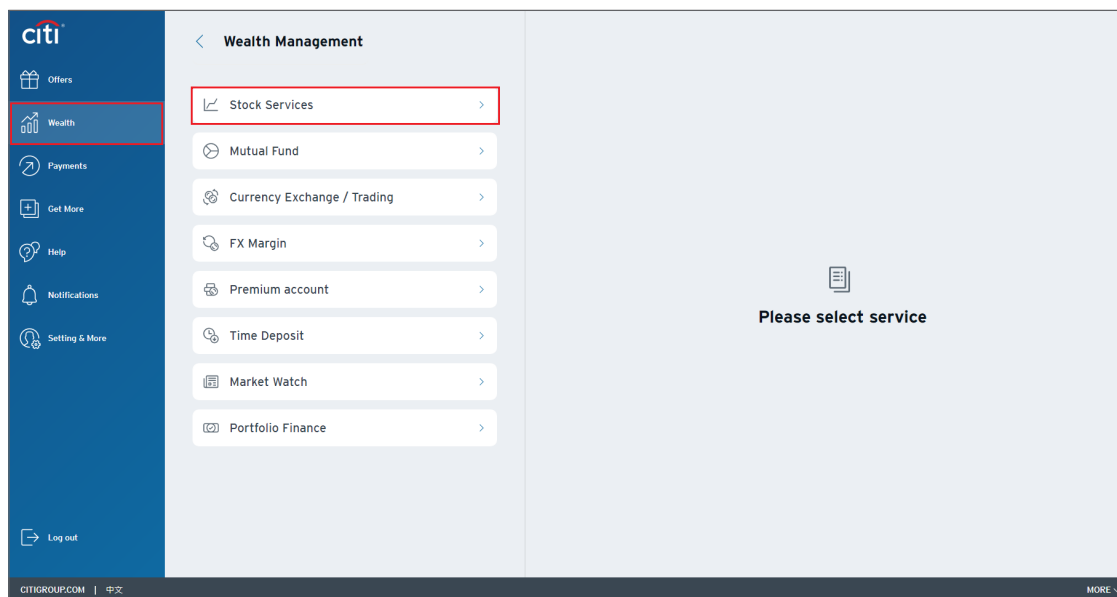 citi
Offers
Wealth
Payments
Get More
Help
Notifications
Setting & More
Log out
Wealth Management
Stock Services
Mutual Fund
Currency Exchange / Trading
FX Margin
Premium account
Time Deposit
Market Watch
Portfolio Finance
Please select service
CITIGROUP.COM | 中文
MORE